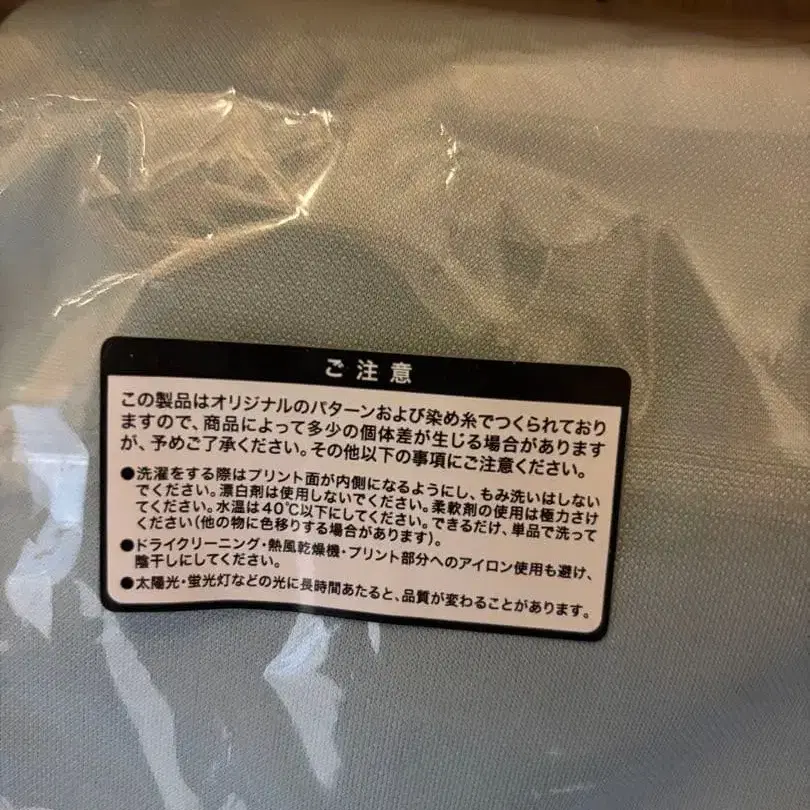 ご注意
この製品はオリジナルのパターンおよび染め糸でつくられており
ますので、商品によって多少の個体差が生じる場合があります
が、予めご了承ください。その他以下の事項にご注意ください。
●洗濯をする際はプリント面が内側になるようにし、もみ洗いはしない
でください。漂白剤は使用しないでください。柔軟剤の使用は極力さけ
てください。水温は40℃以下にしてください。できるだけ、単品で洗って
ください(他の物に色移りする場合があります)。
●ドライクリーニング・熱風乾燥機・プリント部分へのアイロン使用も避け、
陰干しにしてください。
●太陽光・蛍光灯などの光に長時間あたると、品質が変わることがあります。